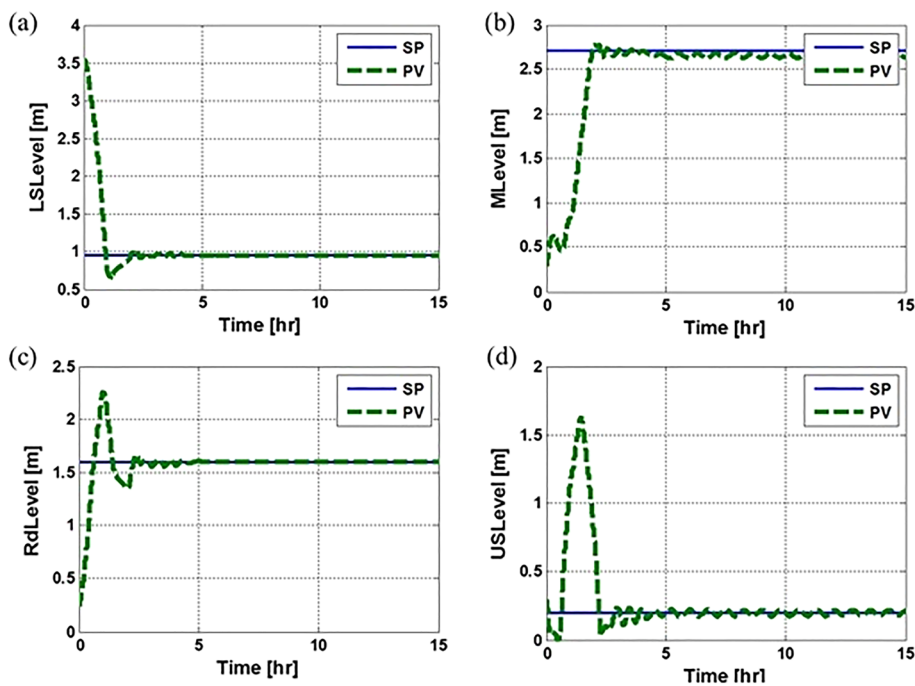 (a)
4
3.5
3
2.5
2
1.5
1
0.5
LSLevel [m]
SP
PV
0
5
10
15
Time [hr]
(b)
3
2.5
2
1.5
1
0.5
0
MLevel [m]
SP
PV
0
5
10
15
Time [hr]
(c)
2.5
2
1.5
1
0.5
0
RdLevel [m]
SP
PV
0
5
10
15
Time [hr]
(d)
2
1.5
1
0.5
0
USLevel [m]
SP
PV
0
5
10
15
Time [hr]